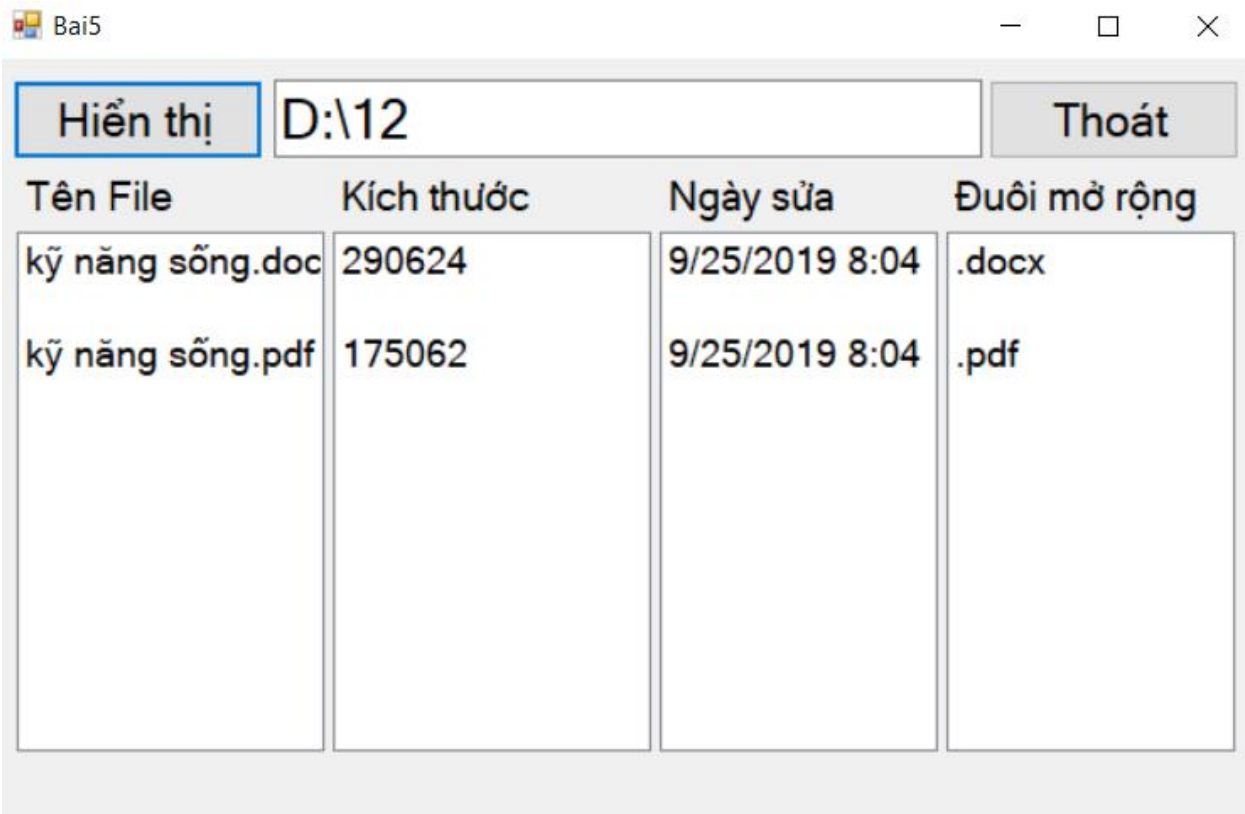 Bai5
Hiển thị D:\12 Thoát
Tên File Kích thước Ngày sửa Đuôi mở rộng
kỹ năng sống.doc 290624 9/25/2019 8:04 .docx
kỹ năng sống.pdf 175062 9/25/2019 8:04 .pdf